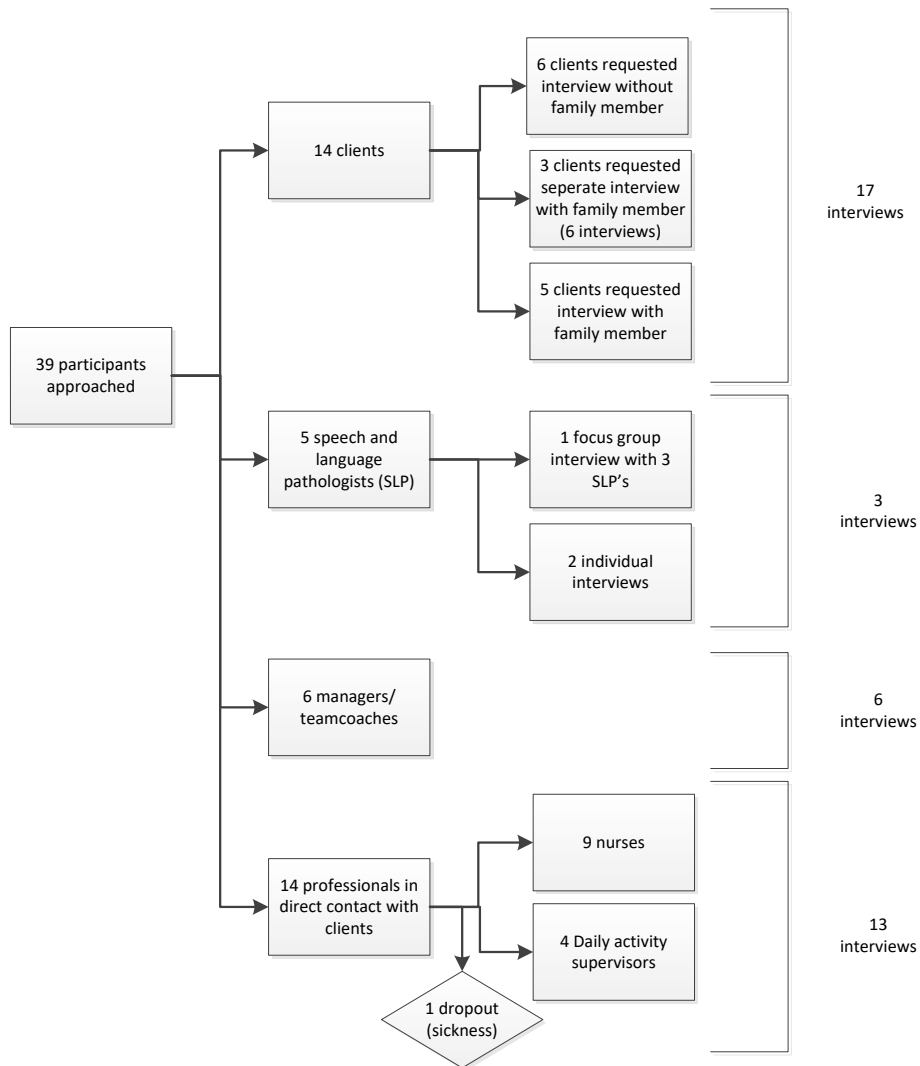 39 participants
approached
14 clients
6 clients requested
interview without
family member
3 clients requested
seperate interview
with family member
(6 interviews)
5 clients requested
interview with
family member
17
interviews
5 speech and
language
pathologists (SLP)
1 focus group
interview with 3
SLP’s
2 individual
interviews
3
interviews
6 managers/
teamcoaches
6
interviews
14 professionals in
direct contact with
clients
9 nurses
4 Daily activity
supervisors
1 dropout
(sickness)
13
interviews